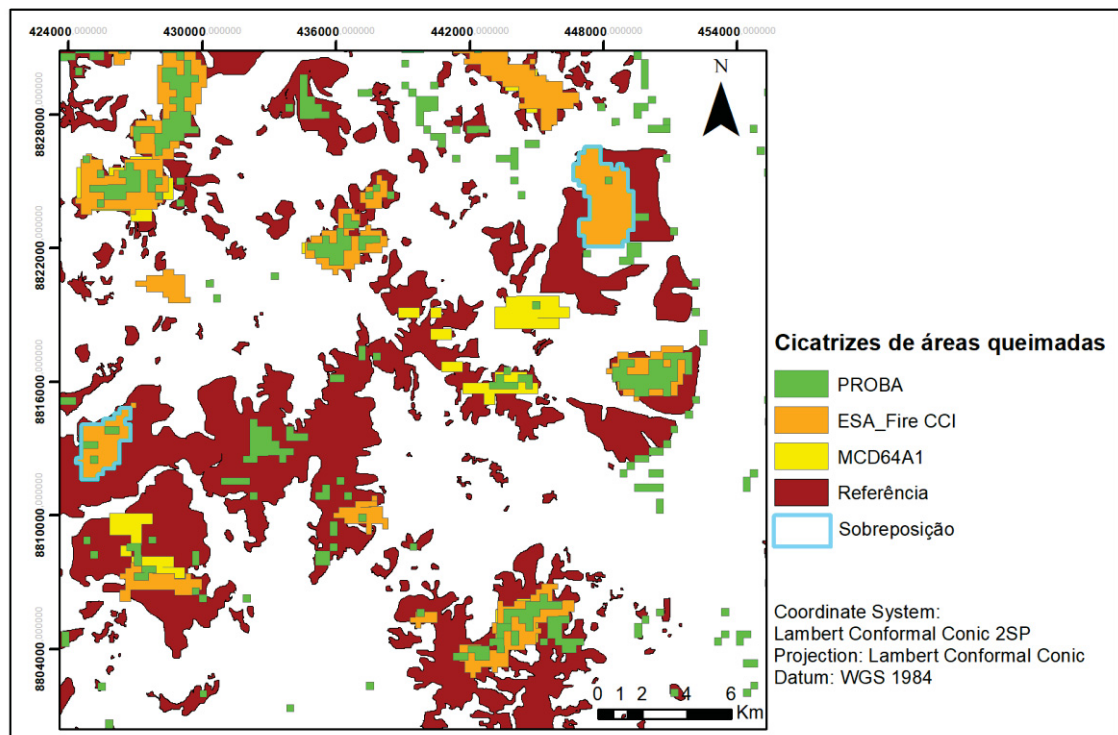 424000.000000 430000.000000 436000.000000 442000.000000 448000.000000 454000.000000
N
8828000.000000
8822000.000000
8816000.000000
8810000.000000
8804000.000000
Cicatrizes de áreas queimadas
PROBA
ESA_Fire CCI
MCD64A1
Referência
Sobreposição
Coordinate System:
Lambert Conformal Conic 2SP
Projection: Lambert Conformal Conic
Datum: WGS 1984
0 1 2 4 6
Km